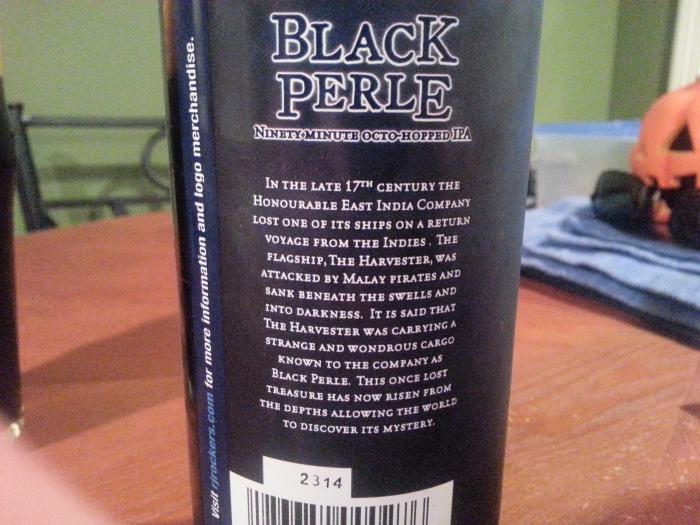 BLACK
PERLE
NINETY MINUTE OCTO-HOPPED IPA
IN THE LATE 17TH CENTURY THE
HONOURABLE EAST INDIA COMPANY
LOST ONE OF ITS SHIPS ON A RETURN
VOYAGE FROM THE INDIES. THE
FLAGSHIP, THE HARVESTER, WAS
ATTACKED BY MALAY PIRATES AND
SANK BENEATH THE SWELLS AND
INTO DARKNESS. IT IS SAID THAT
THE HARVESTER WAS CARRYING A
STRANGE AND WONDROUS CARGO
KNOWN TO THE COMPANY AS
BLACK PERLE. THIS ONCE LOST
TREASURE HAS NOW RISEN FROM
THE DEPTHS ALLOWING THE WORLD
TO DISCOVER ITS MYSTERY.
2314
Visit rjrockers.com for more information and logo merchandise.